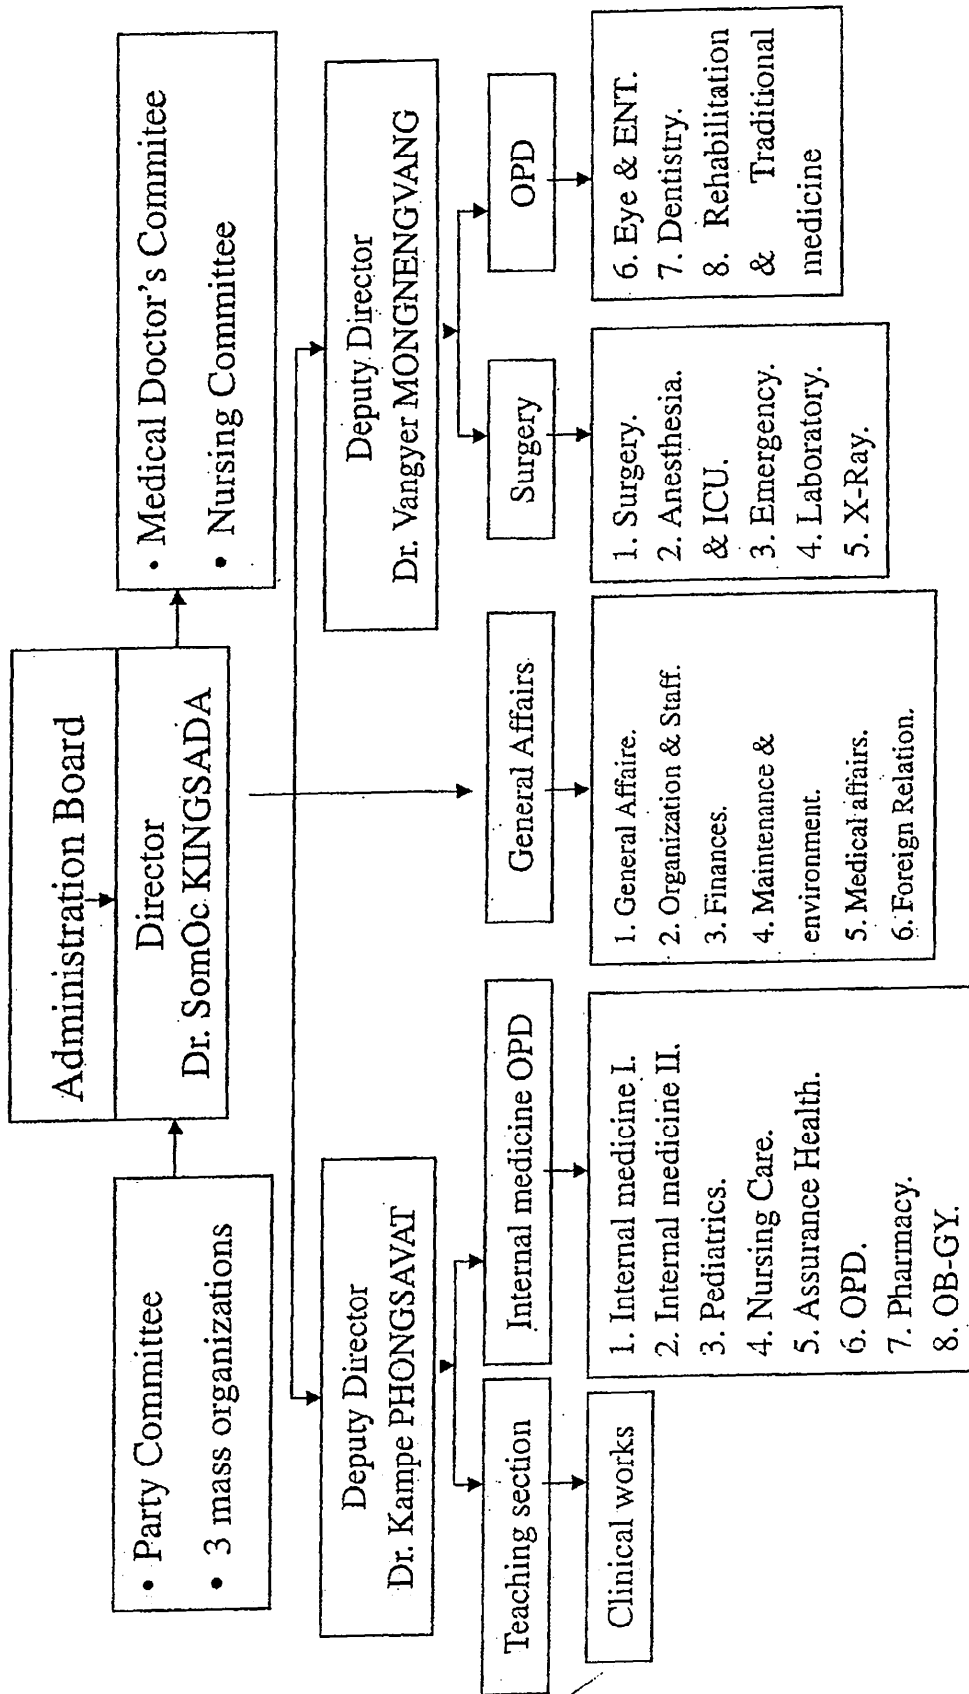 Administration Board
Director
Dr. SomOc KINGSADA
• Party Committee
• 3 mass organizations
• Medical Doctor's Committee
• Nursing Committee
Deputy Director
Dr. Kampe PHONGSAVAT
Deputy Director
Dr. Vangyer MONGNENGVANG
Teaching section
Internal medicine OPD
General Affairs
Surgery
OPD
Clinical works
1. Internal medicine I.
2. Internal medicine II.
3. Pediatrics.
4. Nursing Care.
5. Assurance Health.
6. OPD.
7. Pharmacy.
8. OB-GY.
1. General Affaire.
2. Organization & Staff.
3. Finances.
4. Maintenance &
environment.
5. Medical affairs.
6. Foreign Relation.
1. Surgery.
2. Anesthesia.
& ICU.
3. Emergency.
4. Laboratory.
5. X-Ray.
6. Eye & ENT.
7. Dentistry.
8. Rehabilitation
& Traditional
medicine